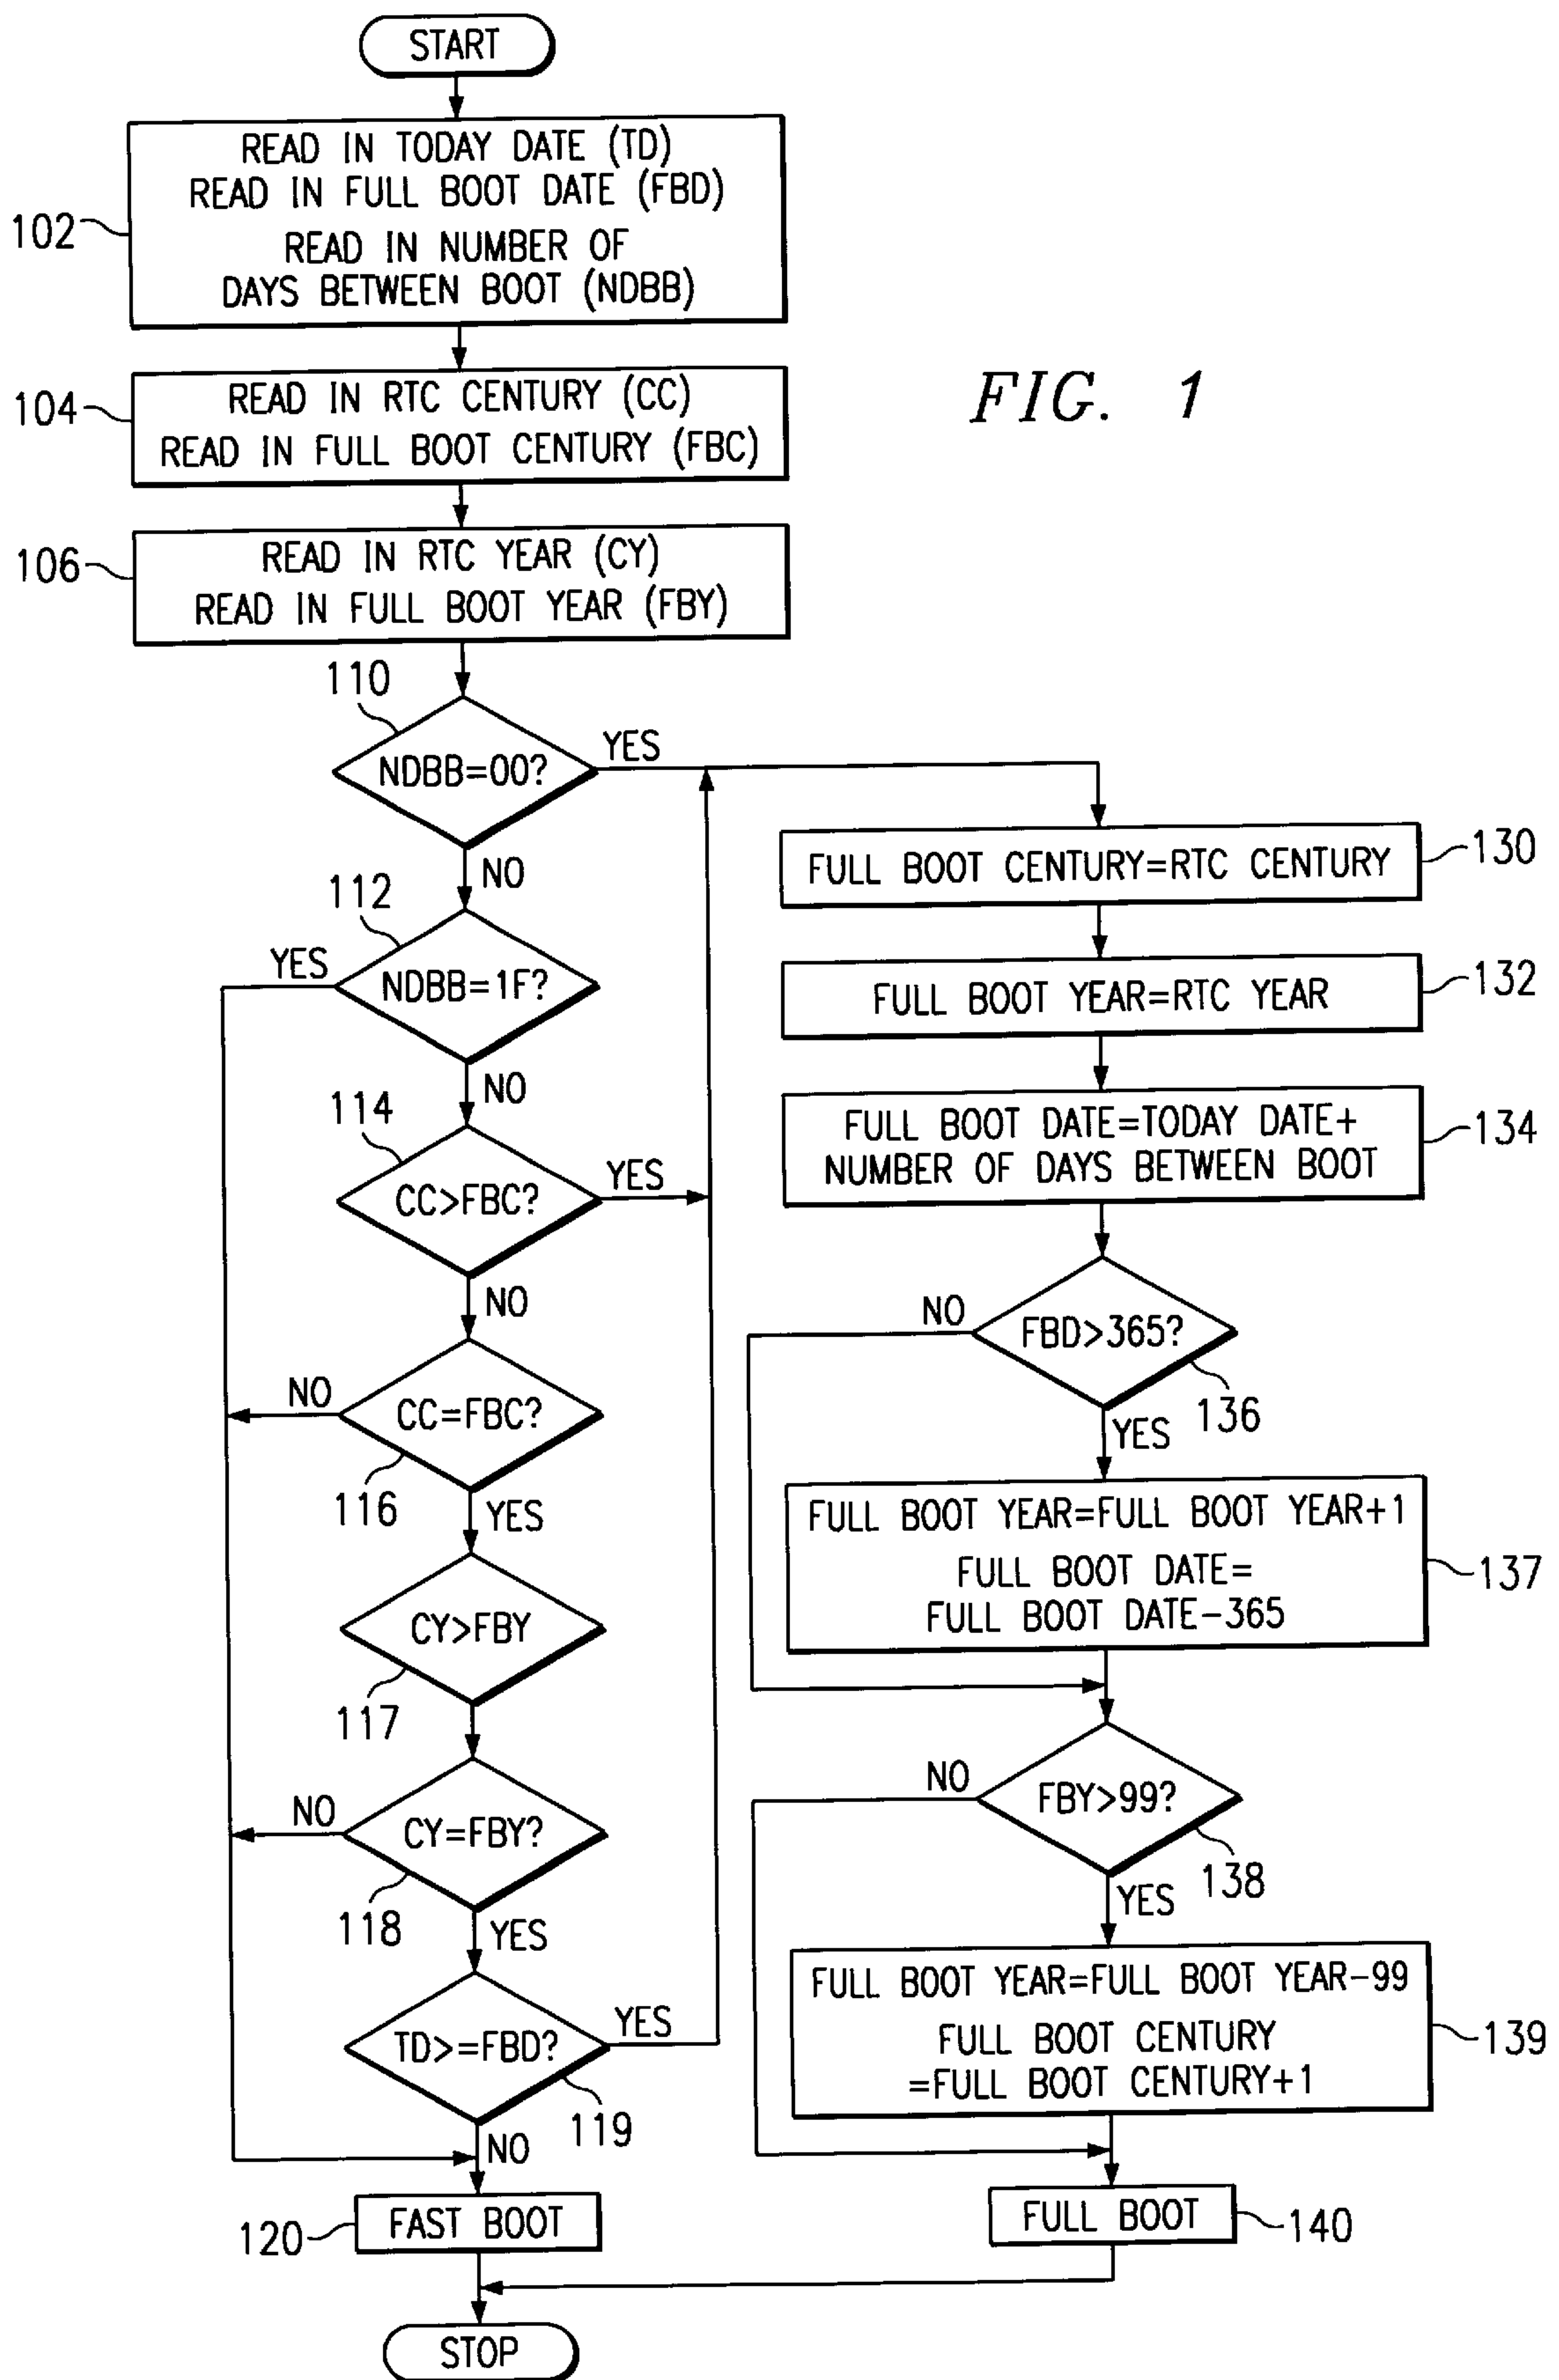 START
READ IN TODAY DATE (TD)
READ IN FULL BOOT DATE (FBD)
READ IN NUMBER OF
DAYS BETWEEN BOOT (NDBB)
102
READ IN RTC CENTURY (CC)
READ IN FULL BOOT CENTURY (FBC)
104
FIG. 1
READ IN RTC YEAR (CY)
READ IN FULL BOOT YEAR (FBY)
106
110
NDBB=00?
YES
NO
112
NDBB=1F?
YES
NO
114
CC>FBC?
YES
NO
CC=FBC?
NO
116
YES
CY>FBY
117
CY=FBY?
NO
118
YES
TD>=FBD?
YES
119
NO
FAST BOOT
120
STOP
FULL BOOT CENTURY=RTC CENTURY
130
FULL BOOT YEAR=RTC YEAR
132
FULL BOOT DATE=TODAY DATE+
NUMBER OF DAYS BETWEEN BOOT
134
NO
FBD>365?
136
YES
FULL BOOT YEAR=FULL BOOT YEAR+1
FULL BOOT DATE=
FULL BOOT DATE-365
137
NO
FBY>99?
138
YES
FULL BOOT YEAR=FULL BOOT YEAR-99
FULL BOOT CENTURY
=FULL BOOT CENTURY+1
139
FULL BOOT
140